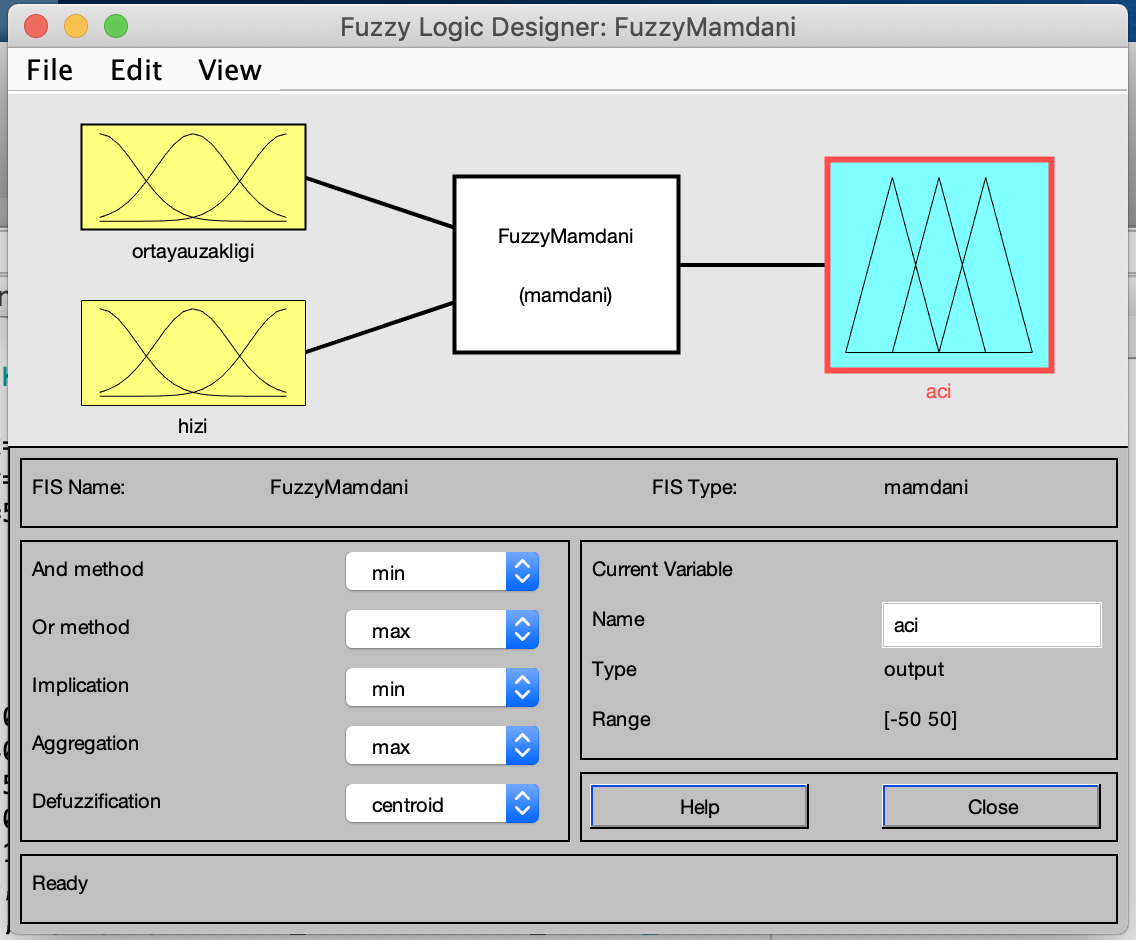 Fuzzy Logic Designer: FuzzyMamdani
File Edit View
ortayauzakligi
hizi
FuzzyMamdani
(mamdani)
aci
FIS Name: FuzzyMamdani FIS Type: mamdani
And method min
Or method max
Implication min
Aggregation max
Defuzzification centroid
Current Variable
Name aci
Type output
Range [-50 50]
Help Close
Ready